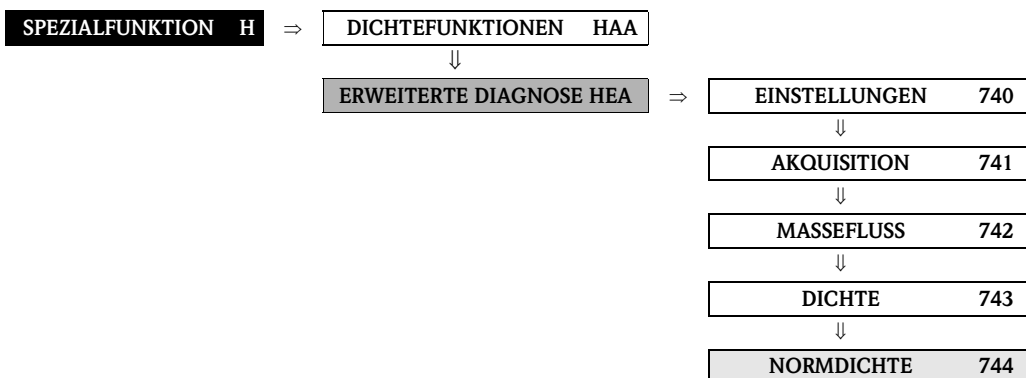 SPEZIALFUNKTION H ⇒ DICHTEFUNKTIONEN HAA
⇓
ERWEITERTE DIAGNOSE HEA ⇒ EINSTELLUNGEN 740
⇓
AKQUISITION 741
⇓
MASSEFLUSS 742
⇓
DICHTE 743
⇓
NORMDICHTE 744